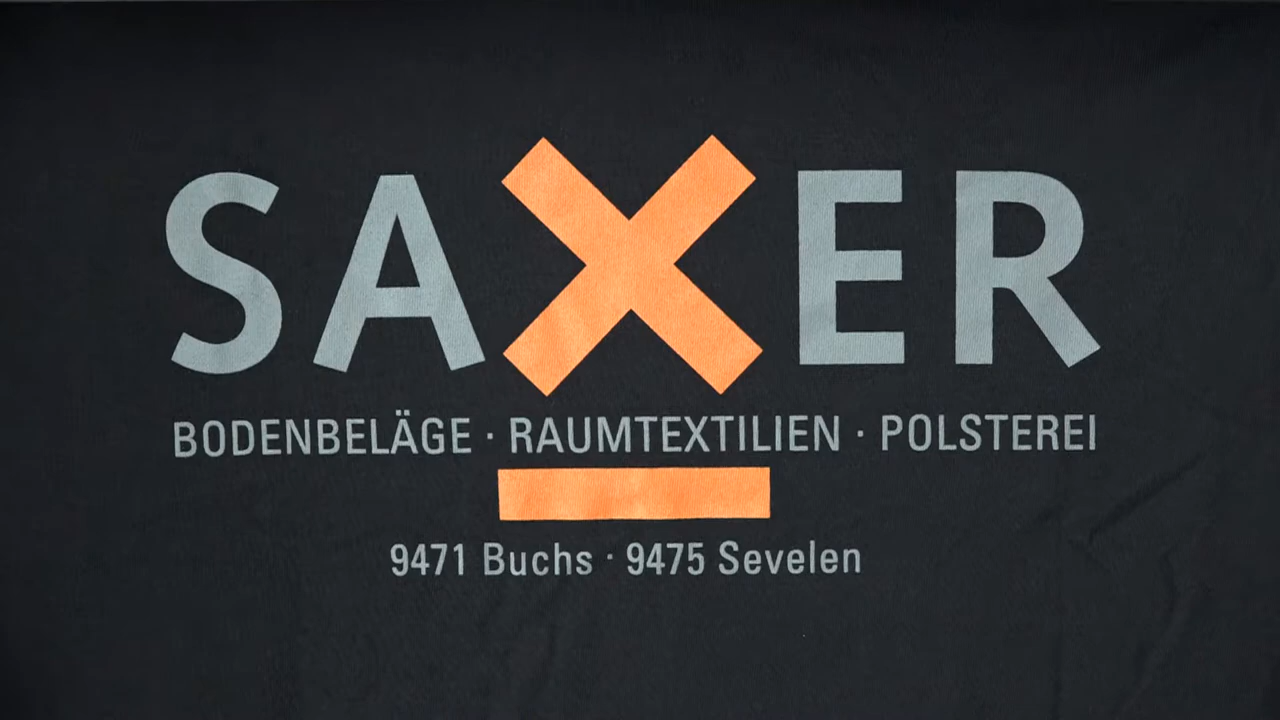 SAXER
BODENBELÄGE · RAUMTEXTILIEN · POLSTEREI
9471 Buchs · 9475 Sevelen